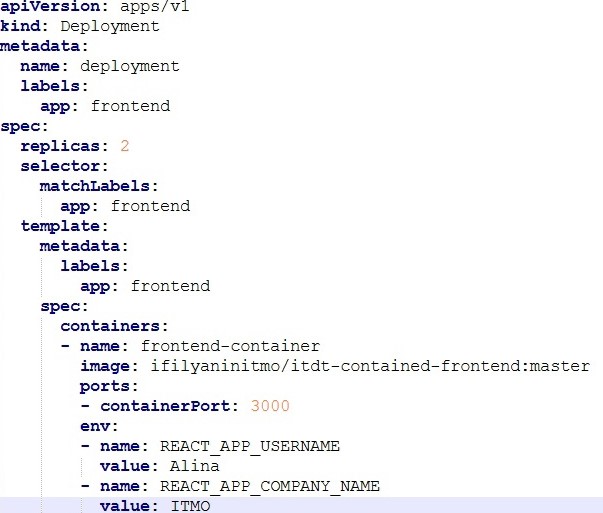 apiVersion: apps/v1
kind: Deployment
metadata:
  name: deployment
  labels:
    app: frontend
spec:
  replicas: 2
  selector:
    matchLabels:
      app: frontend
  template:
    metadata:
      labels:
        app: frontend
    spec:
      containers:
      - name: frontend-container
        image: ifilyaninitmo/itdt-contained-frontend:master
        ports:
        - containerPort: 3000
        env:
        - name: REACT_APP_USERNAME
          value: Alina
        - name: REACT_APP_COMPANY_NAME
          value: ITMO